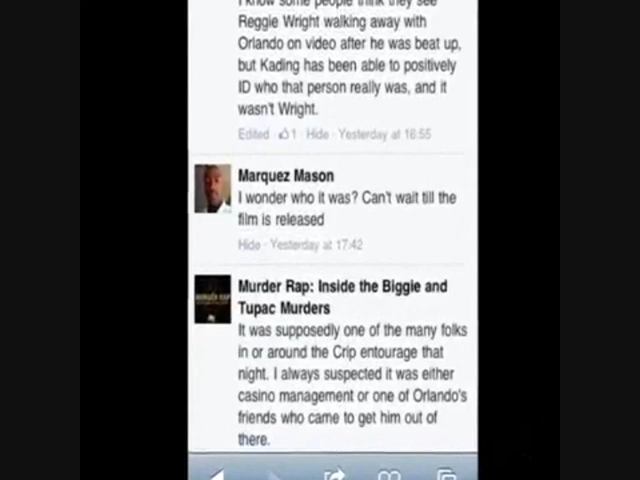 I know some people think they see
Reggie Wright walking away with
Orlando on video after he was beat up,
but Kading has been able to positively
ID who that person really was, and it
wasn't Wright.
Edited · 1 · Hide · Yesterday at 16:55
Marquez Mason
I wonder who it was? Can't wait till the
film is released
Hide · Yesterday at 17:42
Murder Rap: Inside the Biggie and
Tupac Murders
It was supposedly one of the many folks
in or around the Crip entourage that
night. I always suspected it was either
casino management or one of Orlando's
friends who came to get him out of
there.